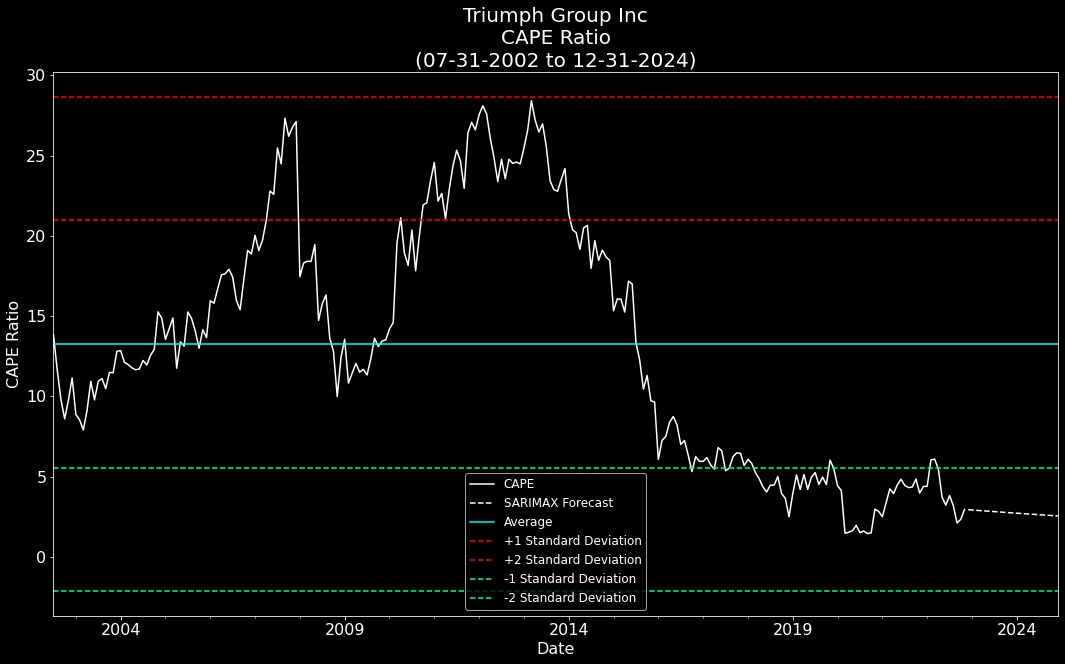 Triumph Group Inc
CAPE Ratio
(07-31-2002 to 12-31-2024)
30
25
20
15
10
5
0
CAPE Ratio
CAPE
SARIMAX Forecast
Average
+1 Standard Deviation
+2 Standard Deviation
-1 Standard Deviation
-2 Standard Deviation
2004
2009
2014
2019
2024
Date